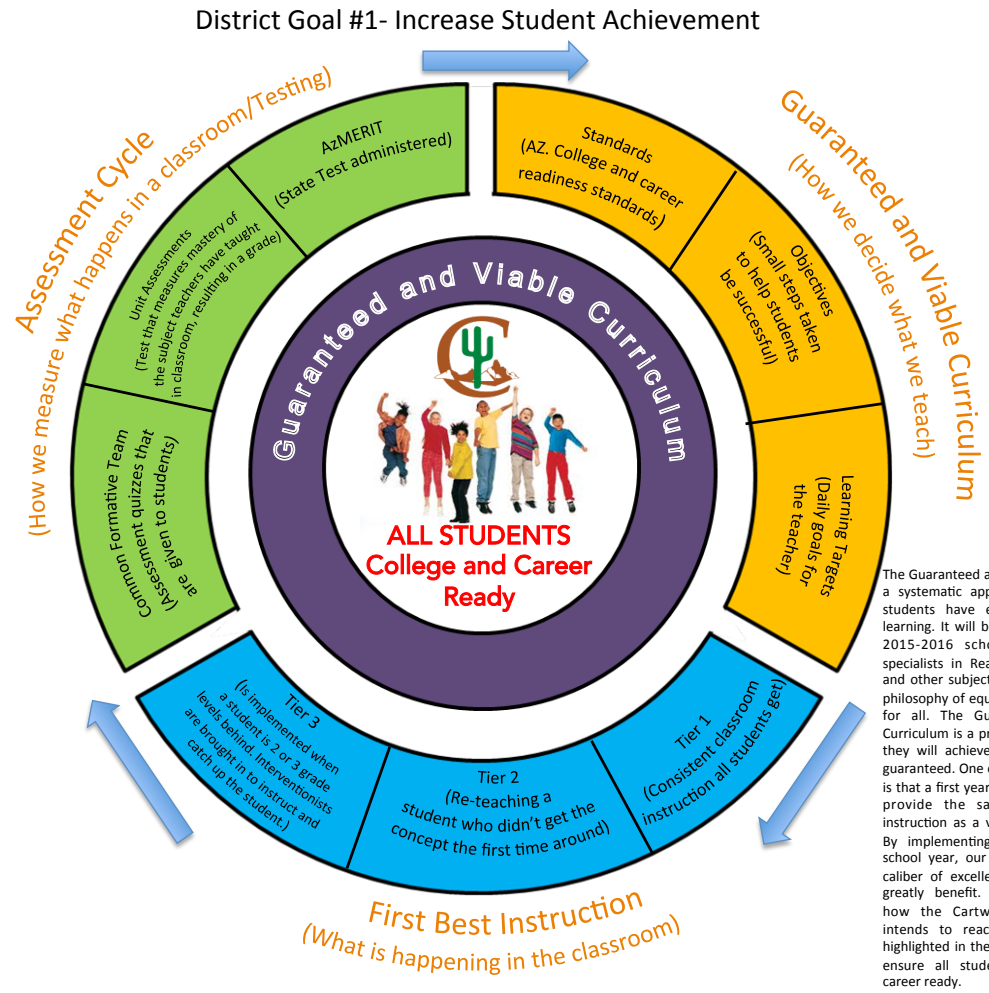 District Goal #1- Increase Student Achievement
Assessment Cycle
(How we measure what happens in a classroom/Testing)
Guaranteed and Viable Curriculum
(How we decide what we teach)
AzMERIT
(State Test administered)
Standards
(AZ. College and career
readiness standards)
Unit Assessments
(Test that measures mastery of
the subject teachers have taught
in classroom, resulting in a grade)
Objectives
(Small steps taken
to help students
be successful)
Common Formative Team
(Assessment quizzes that
are given to students)
Learning Targets
(Daily goals for
the teacher)
Guaranteed and Viable Curriculum
C
ALL STUDENTS
College and Career
Ready
Tier 3
(Is implemented when
a student is 2 or 3 grade
levels behind. Interventionists
are brought in to instruct and
catch up the student.)
Tier 2
(Re-teaching a
student who didn't get the
concept the first time around)
Tier 1
(Consistent classroom
instruction all students get)
First Best Instruction
(What is happening in the classroom)
The Guaranteed a
a systematic app
students have e
learning. It will b
2015-2016 scho
specialists in Rea
and other subject
philosophy of equ
for all. The Gu
Curriculum is a pr
they will achieve
guaranteed. One
is that a first year
provide the sa
instruction as a v
By implementing
school year, our
caliber of excelle
greatly benefit.
how the Cartw
intends to reac
highlighted in the
ensure all stude
career ready.